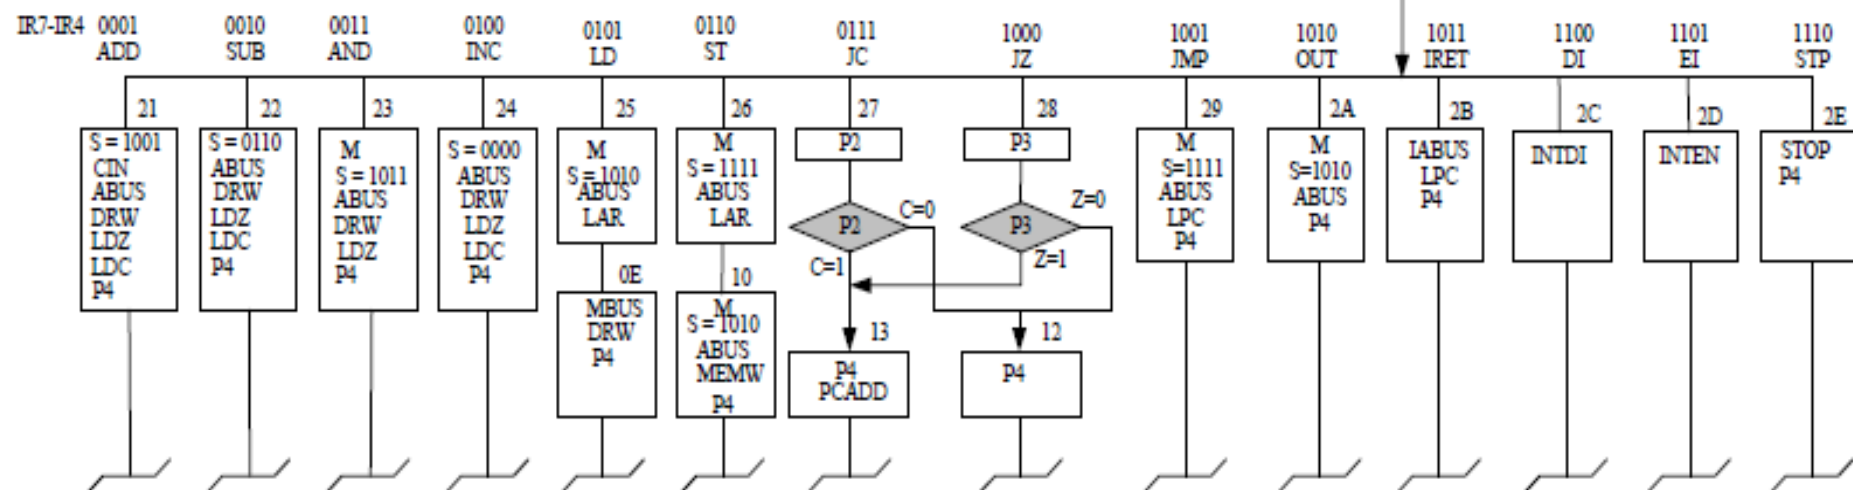 IR7-IR4 0001 0010 0011 0100 0101 0110 0111 1000 1001 1010 1011 1100 1101 1110
ADD SUB AND INC LD ST JC JZ JMP OUT IRET DI EI STP
21
S = 1001
CIN
ABUS
DRW
LDZ
LDC
P4
22
S = 0110
ABUS
DRW
LDZ
LDC
P4
23
M
S = 1011
ABUS
DRW
LDZ
P4
24
S = 0000
ABUS
DRW
LDZ
LDC
P4
25
M
S = 1010
ABUS
LAR
0E
MBUS
DRW
P4
26
M
S = 1111
ABUS
LAR
10
M
S = 1010
ABUS
MEMW
P4
27
P2
P2
C=0
C=1
13
P4
PCADD
28
P3
P3
Z=0
Z=1
12
P4
29
M
S=1111
ABUS
LPC
P4
2A
M
S=1010
ABUS
P4
2B
IABUS
LPC
P4
2C
INTDI
2D
INTEN
2E
STOP
P4